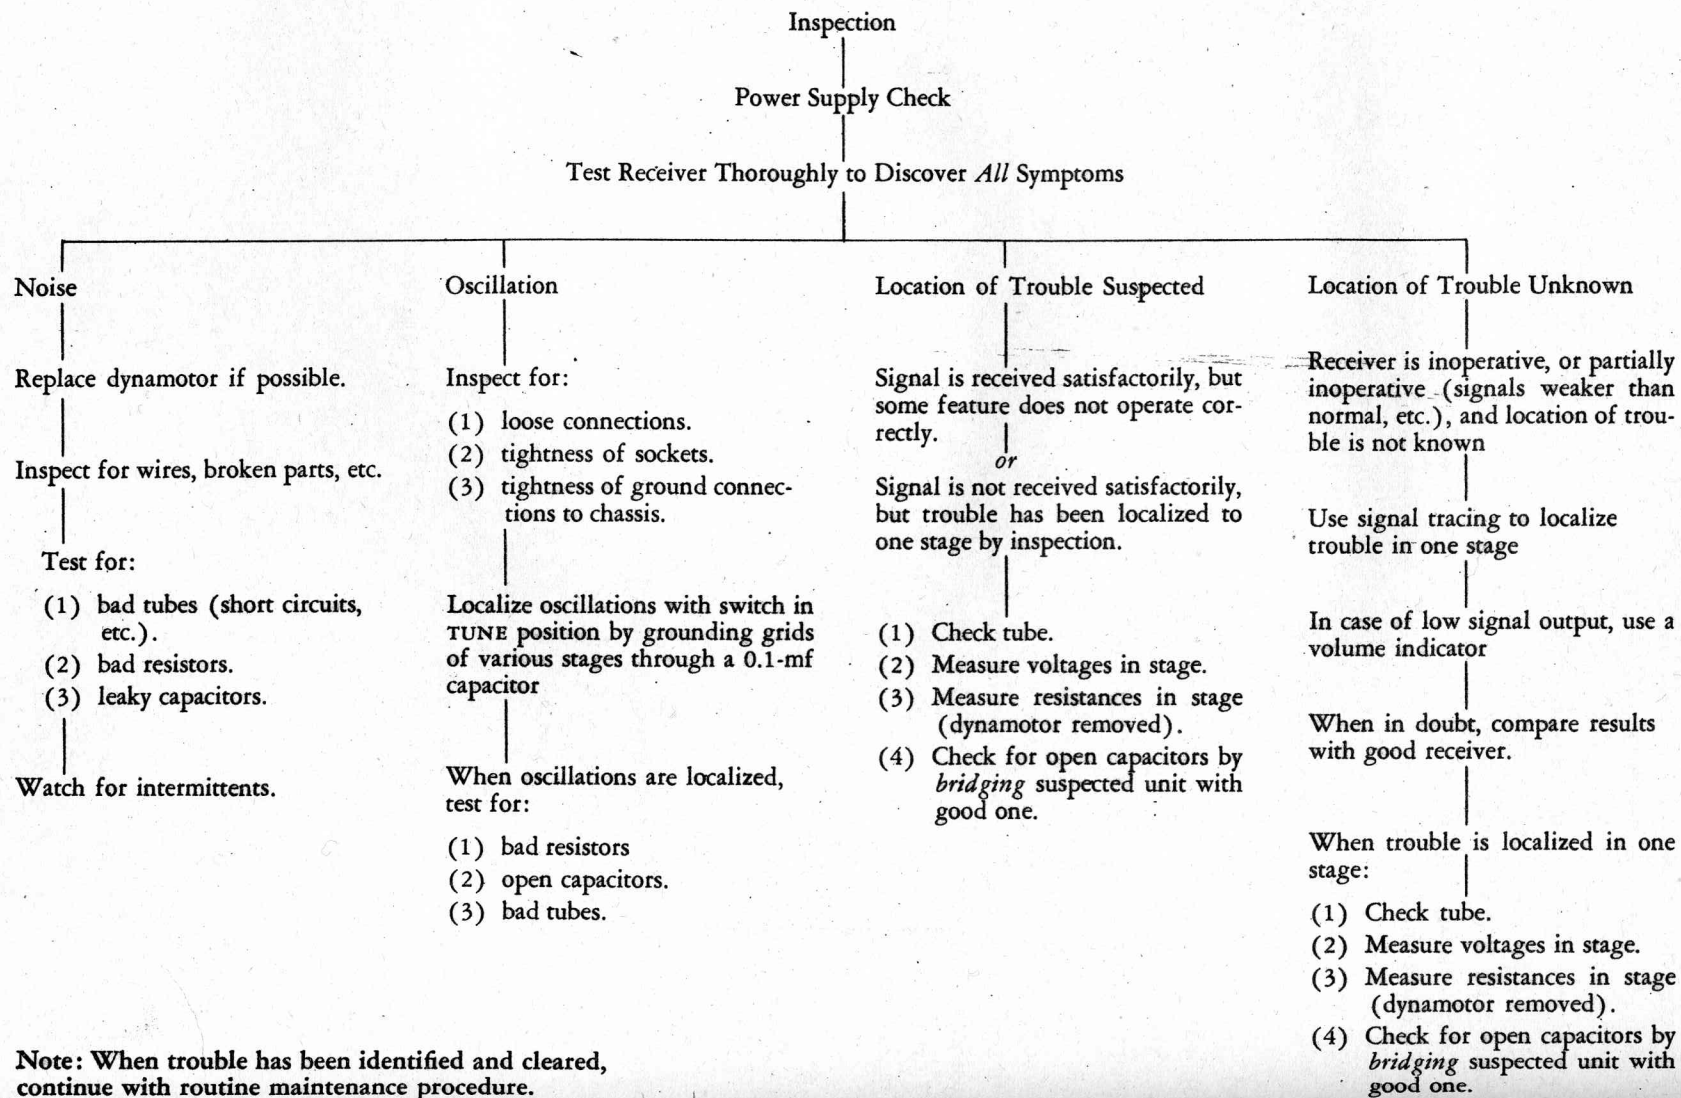 Inspection
Power Supply Check
Test Receiver Thoroughly to Discover All Symptoms
Noise
Replace dynamotor if possible.
Inspect for wires, broken parts, etc.
Test for:
(1) bad tubes (short circuits,
etc.).
(2) bad resistors.
(3) leaky capacitors.
Watch for intermittents.
Oscillation
Inspect for:
(1) loose connections.
(2) tightness of sockets.
(3) tightness of ground connec-
tions to chassis.
Localize oscillations with switch in
TUNE position by grounding grids
of various stages through a 0.1-mf
capacitor
When oscillations are localized,
test for:
(1) bad resistors
(2) open capacitors.
(3) bad tubes.
Location of Trouble Suspected
Signal is received satisfactorily, but
some feature does not operate cor-
rectly.
or
Signal is not received satisfactorily,
but trouble has been localized to
one stage by inspection.
(1) Check tube.
(2) Measure voltages in stage.
(3) Measure resistances in stage
(dynamotor removed).
(4) Check for open capacitors by
bridging suspected unit with
good one.
Location of Trouble Unknown
Receiver is inoperative, or partially
inoperative (signals weaker than
normal, etc.), and location of trou-
ble is not known
Use signal tracing to localize
trouble in one stage
In case of low signal output, use a
volume indicator
When in doubt, compare results
with good receiver.
When trouble is localized in one
stage:
(1) Check tube.
(2) Measure voltages in stage.
(3) Measure resistances in stage
(dynamotor removed).
(4) Check for open capacitors by
bridging suspected unit with
good one.
Note: When trouble has been identified and cleared,
continue with routine maintenance procedure.